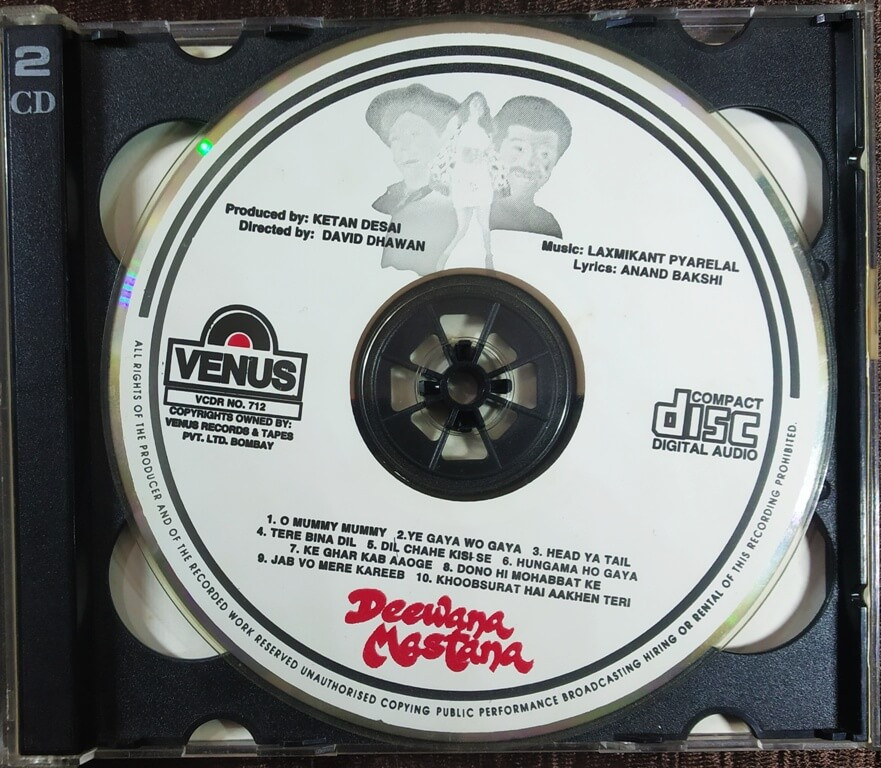 2
CD
Produced by: KETAN DESAI
Directed by: DAVID DHAWAN
Music: LAXMIKANT PYARELAL
Lyrics: ANAND BAKSHI
VENUS
VCDR NO. 712
COPYRIGHTS OWNED BY:
VENUS RECORDS & TAPES
PVT. LTD. BOMBAY
COMPACT
disc
DIGITAL AUDIO
1. O MUMMY MUMMY 2.YE GAYA WO GAYA 3. HEAD YA TAIL
4. TERE BINA DIL 5. DIL CHAHE KISI-SE 6. HUNGAMA HO GAYA
7. KE GHAR KAB AAOGE 8. DONO HI MOHABBAT KE
9. JAB VO MERE KAREEB 10. KHOOBSURAT HAI AAKHEN TERI
Deewana
Mastana
ALL RIGHTS OF THE PRODUCER AND OF THE RECORDED WORK RESERVED UNAUTHORISED COPYING PUBLIC PERFORMANCE BROADCASTING HIRING OR RENTAL OF THIS RECORDING PROHIBITED.